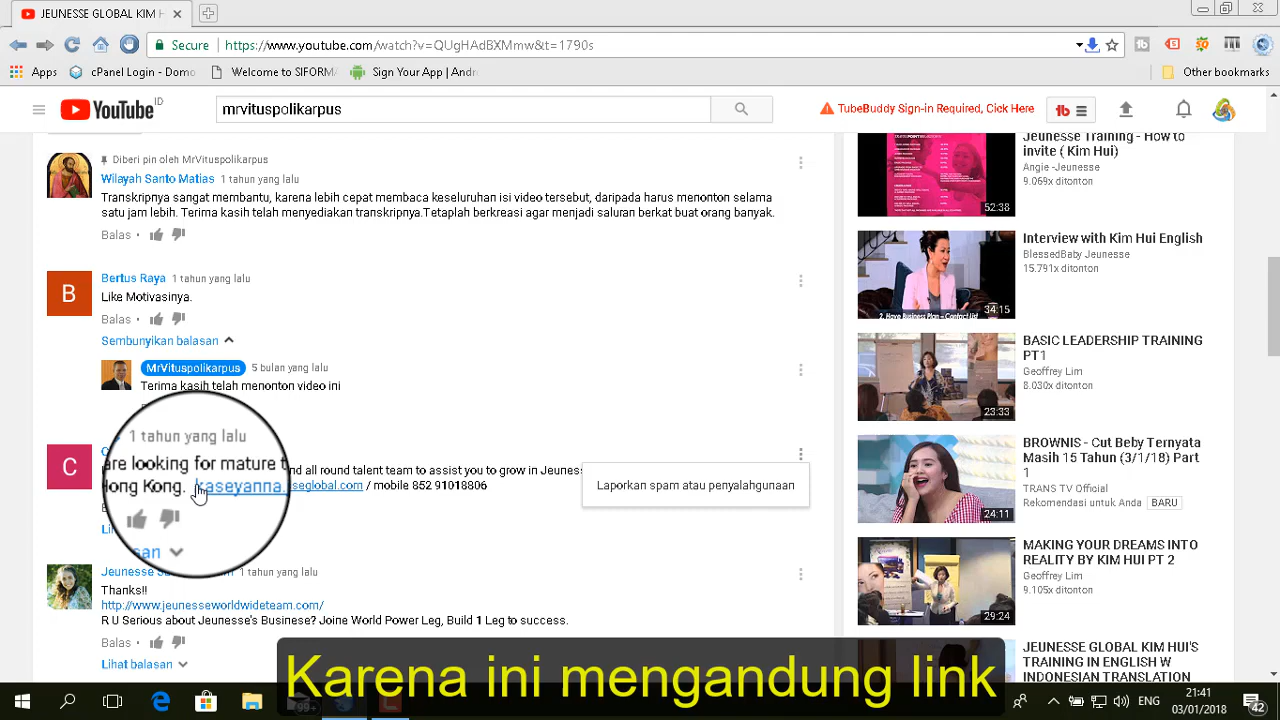 JEUNESSE GLOBAL KIM HU
Secure
https://www.youtube.com/watch?v=QUgHAdBXMmw&t=1790s
Apps
cPanel Login - Domo
Welcome to SIFORM
Sign Your App | Andr
Other bookmarks
YouTube ID
mrvituspolikarpus
TubeBuddy Sign-in Required, Click Here
Diberi pin oleh MrVituspolikarpus
Wilayah Santo Matias 1 tahun yang lalu
Transkripnya sangat membantu, karena lebih cepat membaca keseluruhan isi video tersebut, daripada harus menonton selama
satu jam lebih. Terima kasih telah menyediakan transkripnya. Tetaplah berkreasi agar menjadi saluran berkat buat orang banyak.
Balas
Bertus Raya 1 tahun yang lalu
B
Like Motivasinya.
Balas
Sembunyikan balasan
MrVituspolikarpus 5 bulan yang lalu
Terima kasih telah menonton video ini
1 tahun yang lalu
C
are looking for mature
nd all round talent team to assist you to grow in Jeunes
Hong Kong. kaseyanna.
global.com / mobile 852 91018806
Laporkan spam atau penyalahgunaan
1 tahun yang lalu
Thanks!!
http://www.jeunesseworldwideteam.com/
R U Serious about Jeunesse's Business? Joine World Power Leg, Build 1 Leg to success
Balas
Lihat balasan
Jeunesse Training - How to
invite ( Kim Hui)
Angie -Jeunesse
9.069x ditonton
52:38
Interview with Kim Hui English
BlessedBaby Jeunesse
15.791x ditonton
2. Have Business Plan - Contact List
34:15
BASIC LEADERSHIP TRAINING
PT1
Geoffrey Lim
8.030x ditonton
23:33
BROWNIS - Cut Beby Ternyata
Masih 15 Tahun (3/1/18) Part
1
TRANS TV Official
Rekomendasi untuk Anda BARU
24:11
MAKING YOUR DREAMS INTO
REALITY BY KIM HUI PT 2
Geoffrey Lim
9.105x ditonton
29:24
JEUNESSE GLOBAL KIM HUI'S
TRAINING IN ENGLISH W
INDONESIAN TRANSLATION
Karena ini mengandung link
99+
ENG
21:41
03/01/2018
42